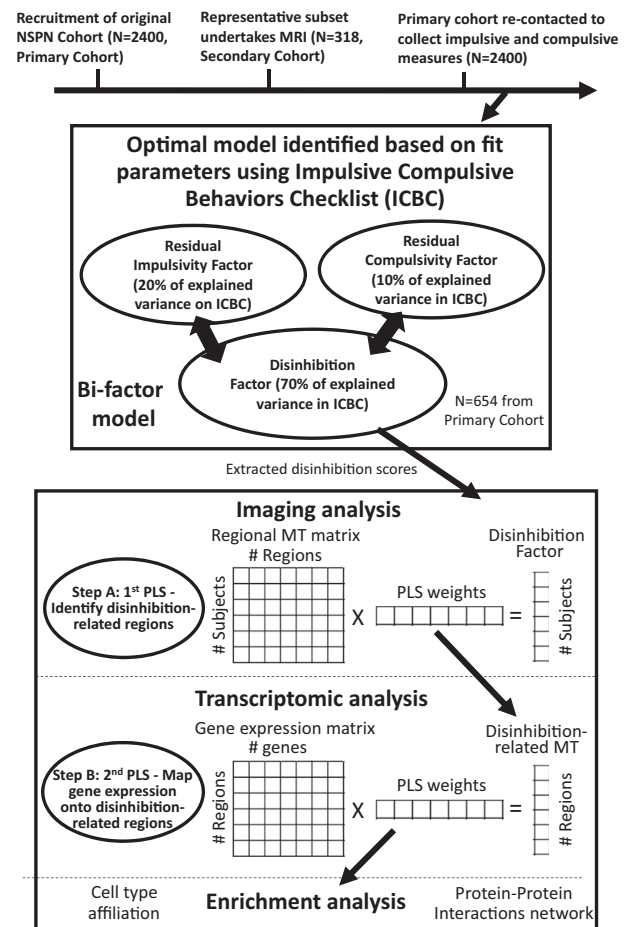 Recruitment of original
NSPN Cohort (N=2400,
Primary Cohort)
Representative subset
undertakes MRI (N=318,
Secondary Cohort)
Primary cohort re-contacted to
collect impulsive and compulsive
measures (N=2400)
Optimal model identified based on fit
parameters using Impulsive Compulsive
Behaviors Checklist (ICBC)
Residual
Impulsivity Factor
(20% of explained
variance on ICBC)
Residual
Compulsivity Factor
(10% of explained
variance in ICBC)
Disinhibition
Factor (70% of explained
variance in ICBC)
Bi-factor
model
N=654 from
Primary Cohort
Extracted disinhibition scores
Imaging analysis
Regional MT matrix
# Regions
Disinhibition
Factor
Step A: 1st PLS -
Identify disinhibition-
related regions
# Subjects
X
PLS weights
=
# Subjects
Transcriptomic analysis
Gene expression matrix
# genes
Disinhibition-
related MT
Step B: 2nd PLS - Map
gene expression
onto disinhibition-
related regions
# Regions
X
PLS weights
=
# Regions
Cell type
affiliation
Enrichment analysis
Protein-Protein
Interactions network